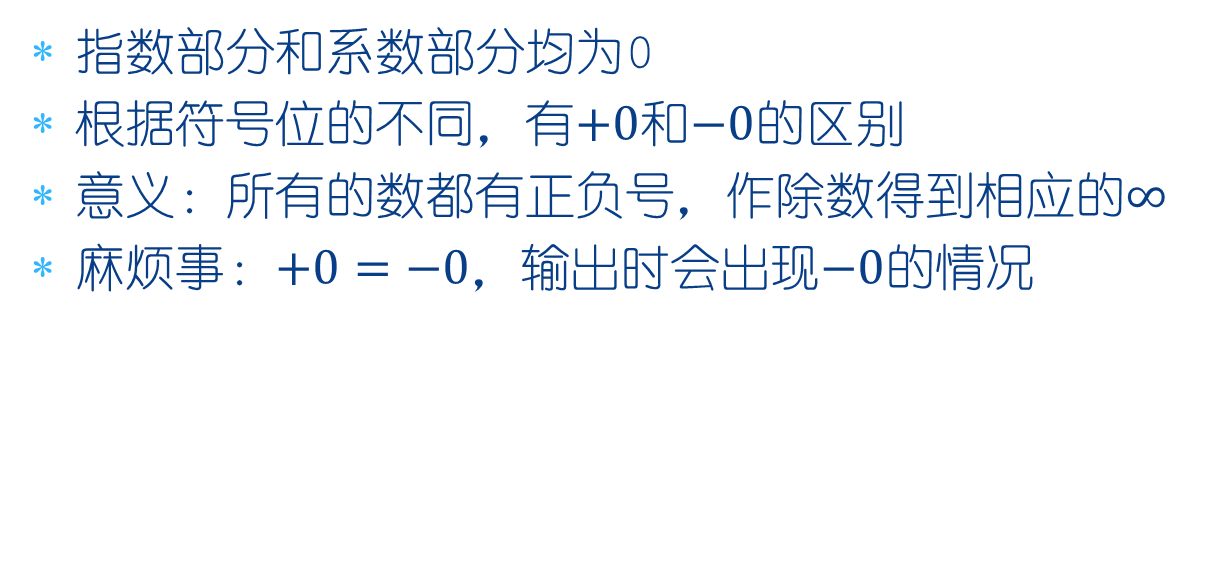 * 指数部分和系数部分均为0
* 根据符号位的不同，有+0和−0的区别
* 意义：所有的数都有正负号，作除数得到相应的∞
* 麻烦事：+0 = −0，输出时会出现−0的情况